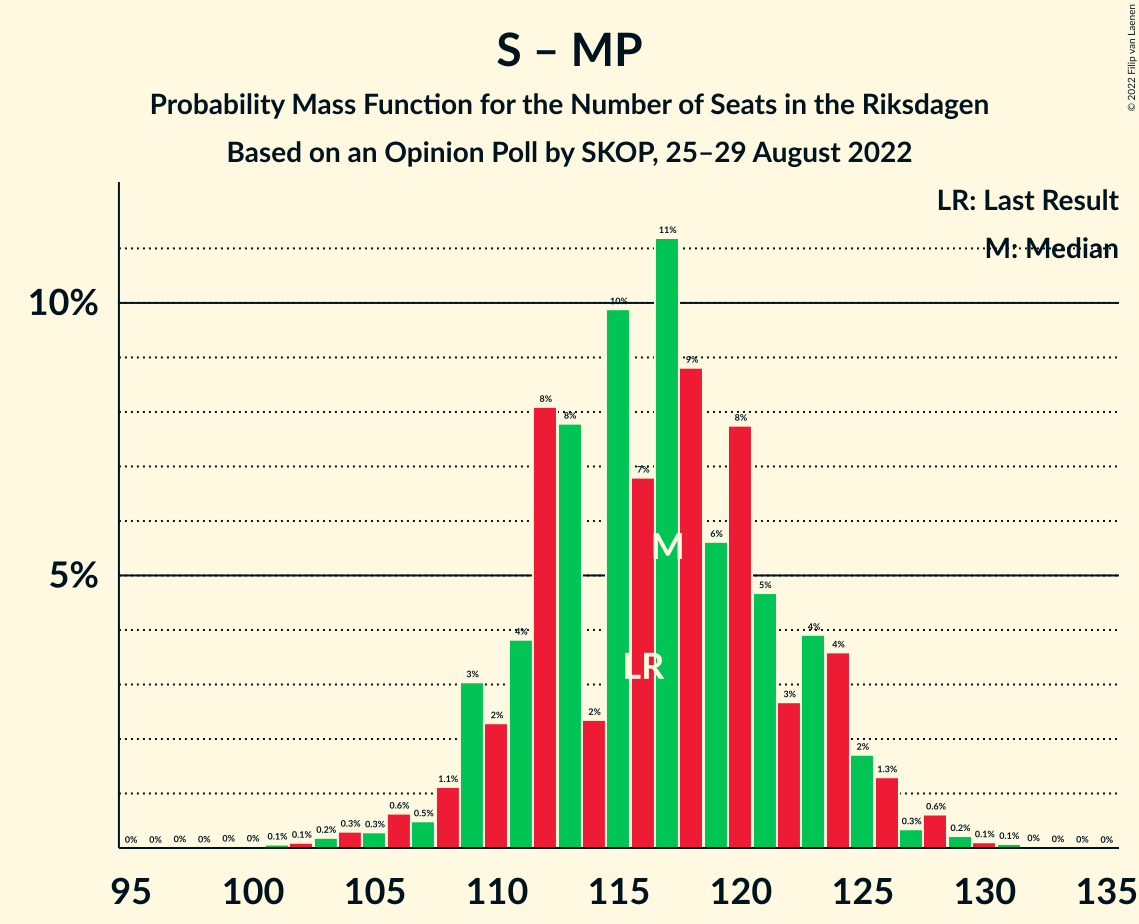 © 2022 Filip van Laenen
S – MP
Probability Mass Function for the Number of Seats in the Riksdagen
Based on an Opinion Poll by SKOP, 25–29 August 2022
LR: Last Result
M: Median
10%
5%
0% 0% 0% 0% 0% 0% 0.1% 0.1% 0.2% 0.3% 0.3% 0.6% 0.5% 1.1% 3% 2% 4% 8% 8% 2% 10% 7% 11% 9% 6% 8% 5% 3% 4% 4% 2% 1.3% 0.3% 0.6% 0.2% 0.1% 0.1% 0% 0% 0% 0%
M
LR
95 100 105 110 115 120 125 130 135